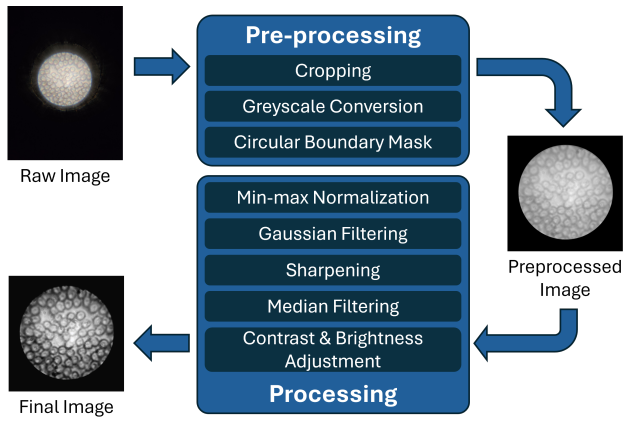 Pre-processing
Cropping
Greyscale Conversion
Circular Boundary Mask
Raw Image
Min-max Normalization
Gaussian Filtering
Sharpening
Median Filtering
Contrast & Brightness
Adjustment
Processing
Preprocessed
Image
Final Image